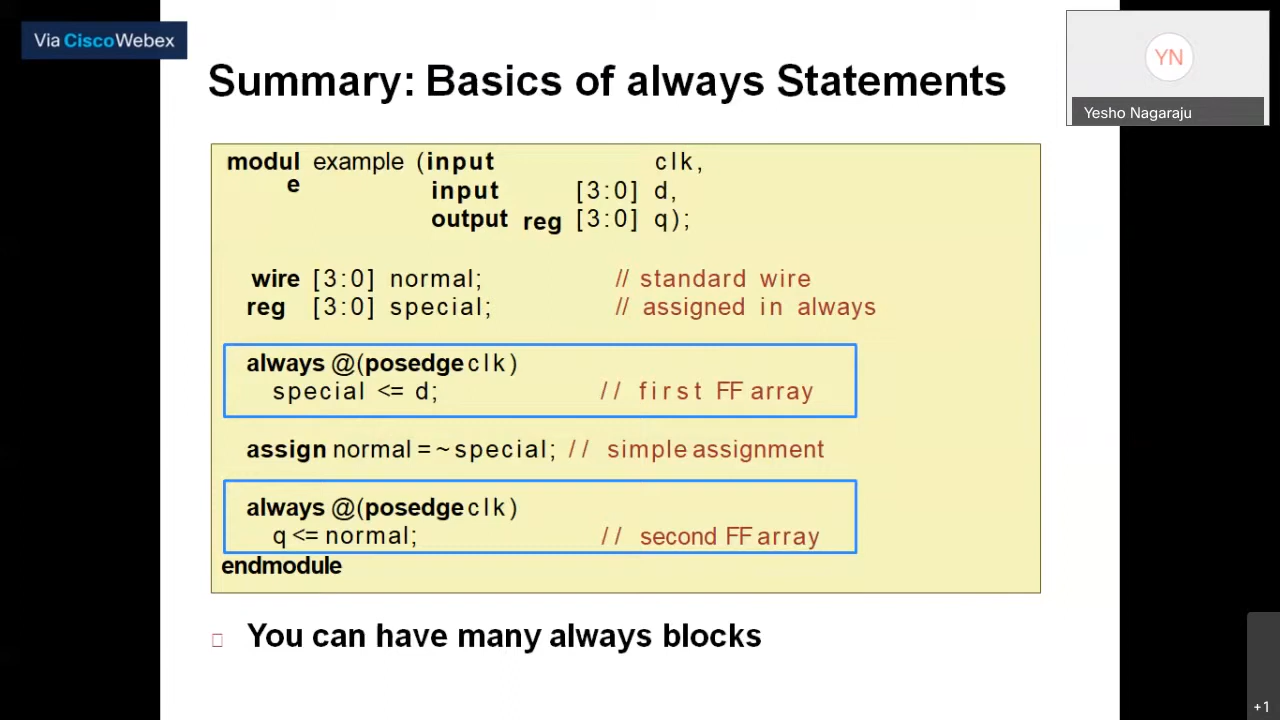 Via CiscoWebex
YN
Yesho Nagaraju
Summary: Basics of always Statements
modul example (input clk,
e input [3:0] d,
output reg [3:0] q);
wire [3:0] normal; // standard wire
reg [3:0] special; // assigned in always
always @(posedge clk)
special <= d; // first FF array
assign normal = ~special; // simple assignment
always @(posedge clk)
q <= normal; // second FF array
endmodule
You can have many always blocks
+1